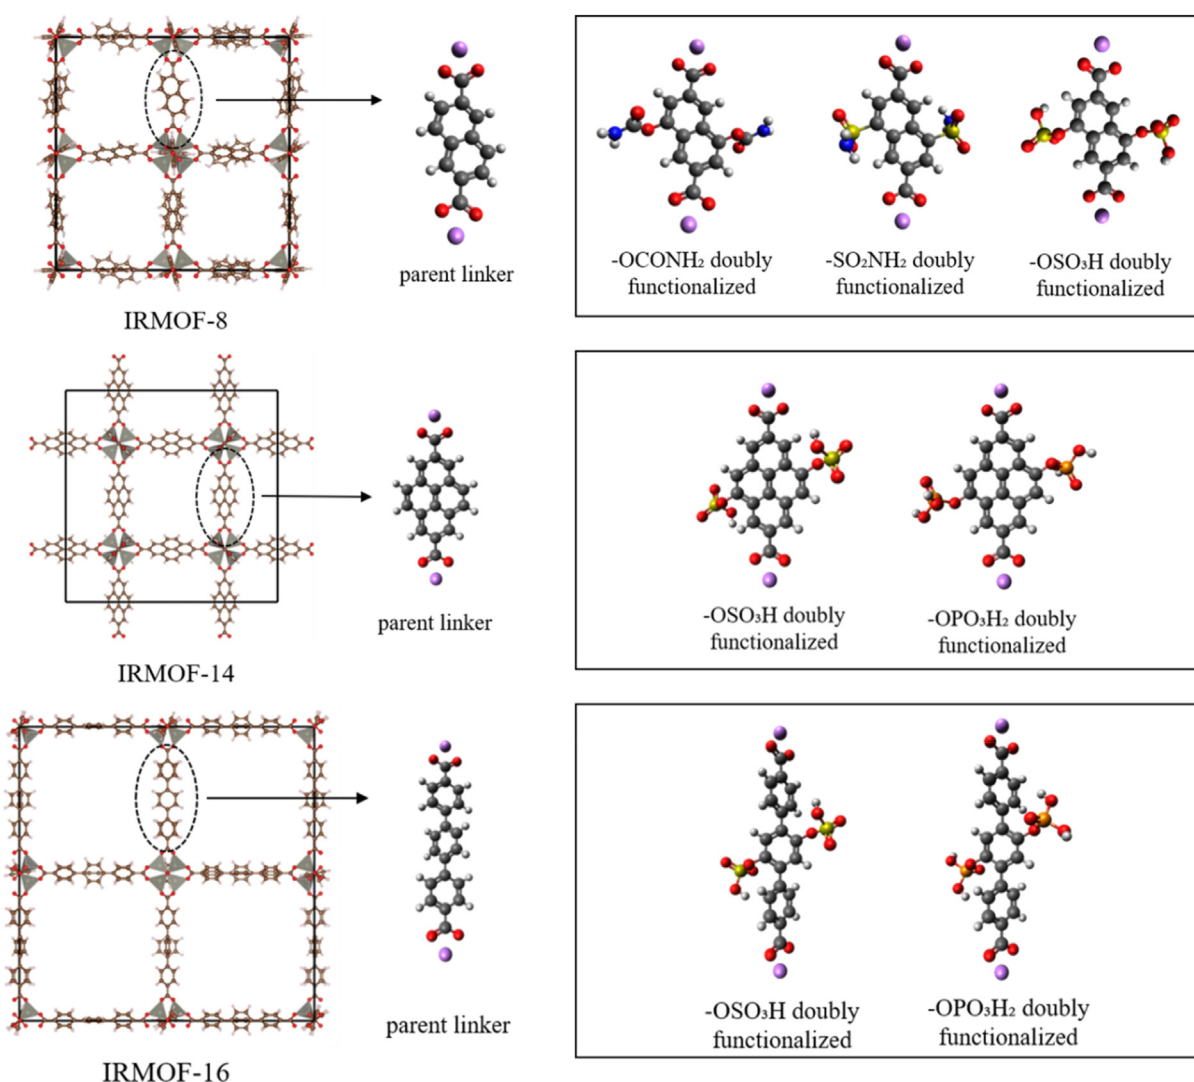 parent linker
IRMOF-8
-OCONH₂ doubly
functionalized
-SO₂NH₂ doubly
functionalized
-OSO₃H doubly
functionalized
parent linker
IRMOF-14
-OSO₃H doubly
functionalized
-OPO₃H₂ doubly
functionalized
parent linker
IRMOF-16
-OSO₃H doubly
functionalized
-OPO₃H₂ doubly
functionalized